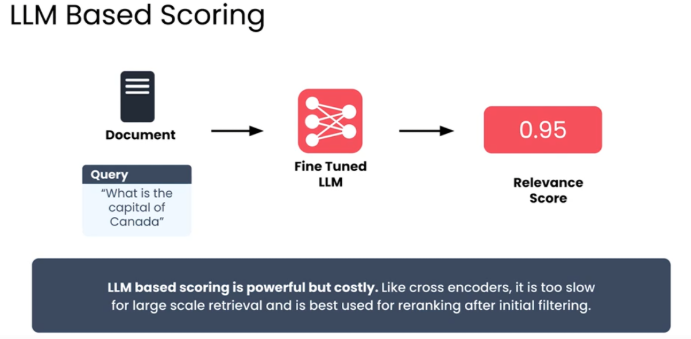 LLM Based Scoring
Document
Query
“What is the
capital of
Canada”
Fine Tuned
LLM
0.95
Relevance
Score
LLM based scoring is powerful but costly. Like cross encoders, it is too slow
for large scale retrieval and is best used for reranking after initial filtering.